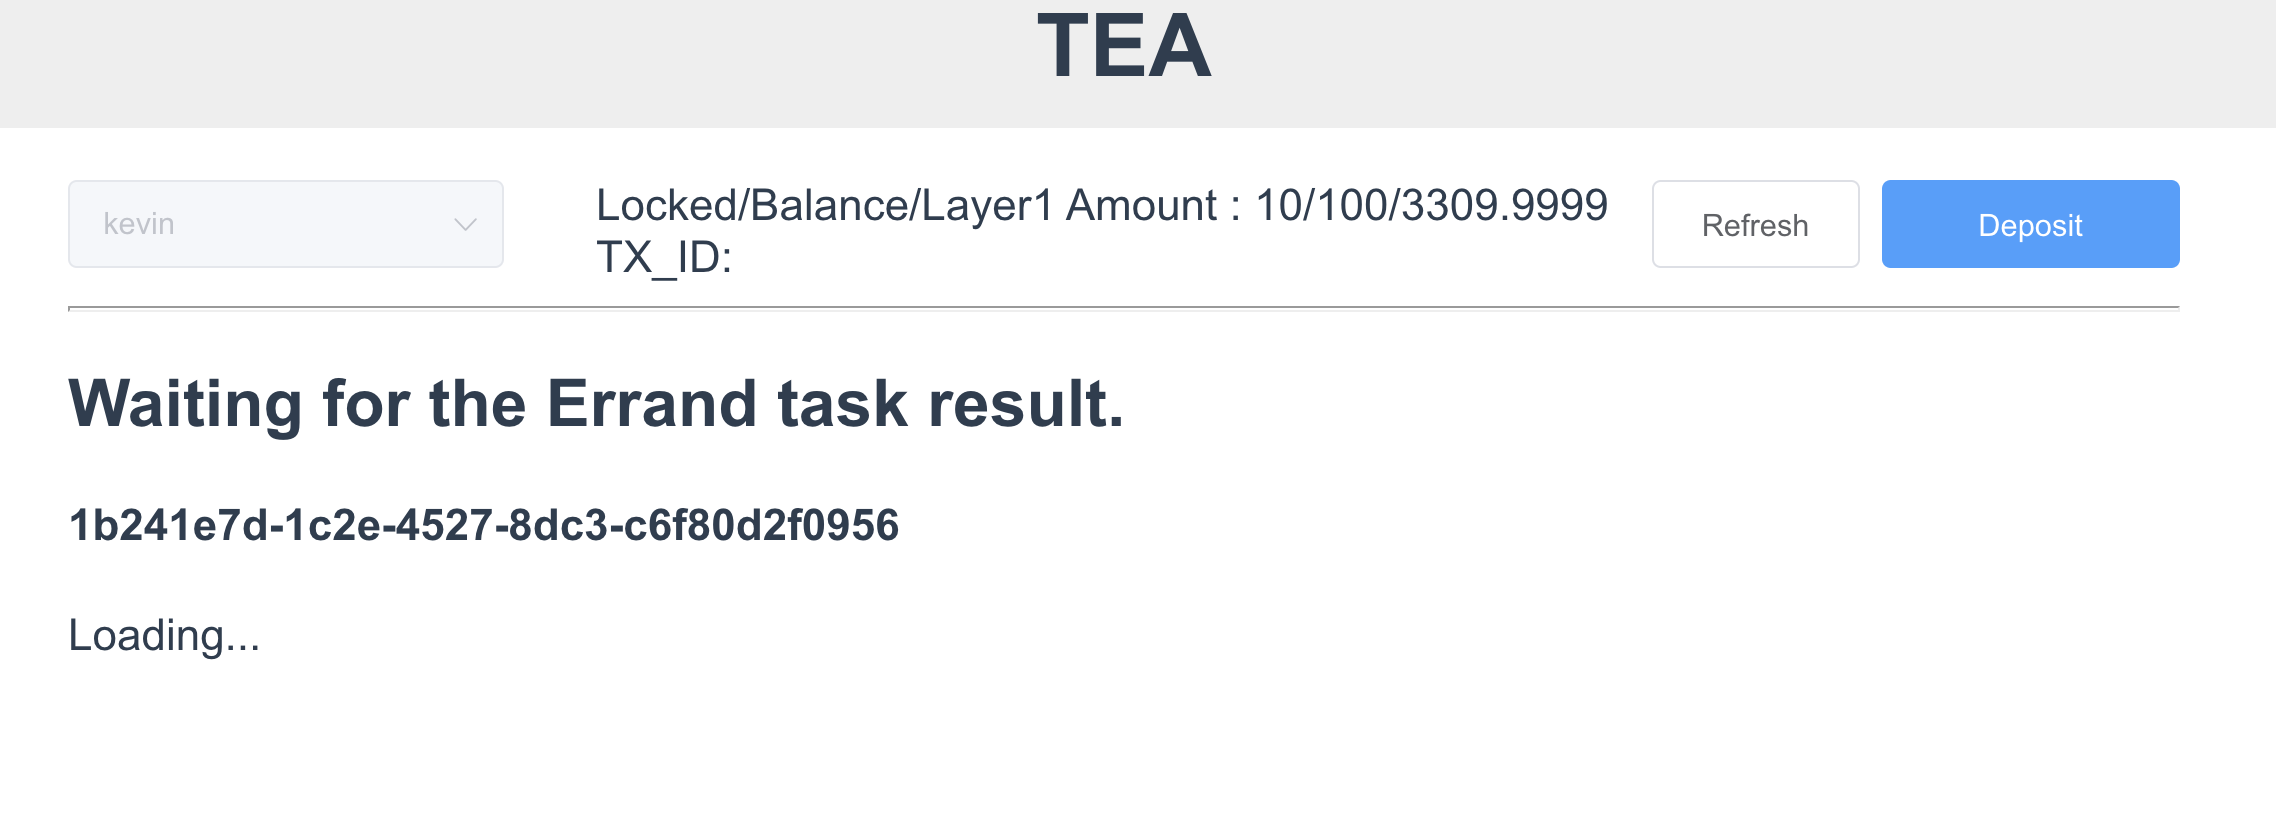 TEA
kevin
Locked/Balance/Layer1 Amount : 10/100/3309.9999
TX_ID:
Refresh
Deposit
Waiting for the Errand task result.
1b241e7d-1c2e-4527-8dc3-c6f80d2f0956
Loading...